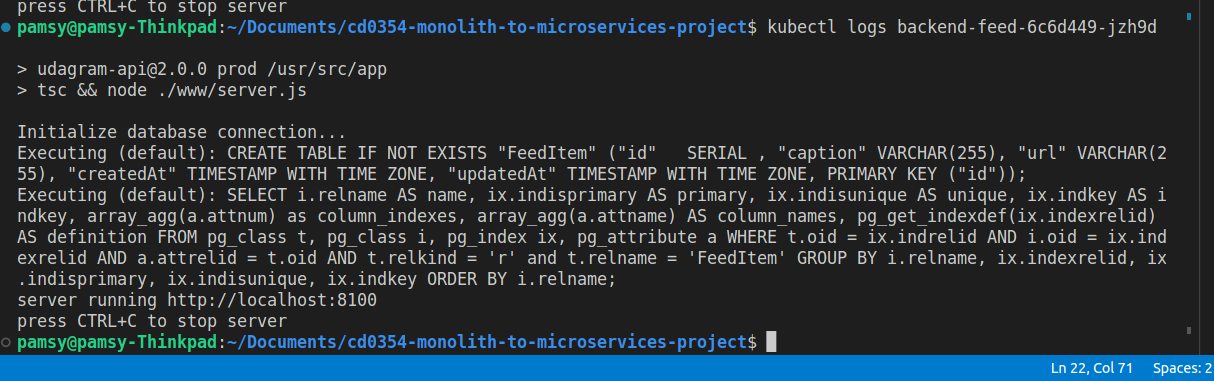 press CTRL+C to stop server
pamsy@pamsy-Thinkpad:~/Documents/cd0354-monolith-to-microservices-project$ kubectl logs backend-feed-6c6d449-jzh9d
> udagram-api@2.0.0 prod /usr/src/app
> tsc && node ./www/server.js
Initialize database connection...
Executing (default): CREATE TABLE IF NOT EXISTS "FeedItem" ("id"   SERIAL , "caption" VARCHAR(255), "url" VARCHAR(2
55), "createdAt" TIMESTAMP WITH TIME ZONE, "updatedAt" TIMESTAMP WITH TIME ZONE, PRIMARY KEY ("id"));
Executing (default): SELECT i.relname AS name, ix.indisprimary AS primary, ix.indisunique AS unique, ix.indkey AS i
ndkey, array_agg(a.attnum) as column_indexes, array_agg(a.attname) AS column_names, pg_get_indexdef(ix.indexrelid)
AS definition FROM pg_class t, pg_class i, pg_index ix, pg_attribute a WHERE t.oid = ix.indrelid AND i.oid = ix.ind
exrelid AND a.attrelid = t.oid AND t.relkind = 'r' and t.relname = 'FeedItem' GROUP BY i.relname, ix.indexrelid, ix
.indisprimary, ix.indisunique, ix.indkey ORDER BY i.relname;
server running http://localhost:8100
press CTRL+C to stop server
pamsy@pamsy-Thinkpad:~/Documents/cd0354-monolith-to-microservices-project$
Ln 22, Col 71 Spaces: 2